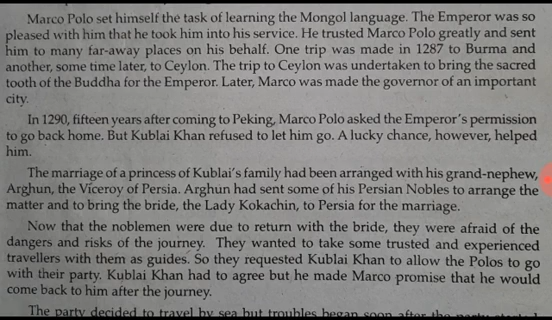 Marco Polo set himself the task of learning the Mongol language. The Emperor was so
pleased with him that he took him into his service. He trusted Marco Polo greatly and sent
him to many far-away places on his behalf. One trip was made in 1287 to Burma and
another, some time later, to Ceylon. The trip to Ceylon was undertaken to bring the sacred
tooth of the Buddha for the Emperor. Later, Marco was made the governor of an important
city.
In 1290, fifteen years after coming to Peking, Marco Polo asked the Emperor's permission
to go back home. But Kublai Khan refused to let him go. A lucky chance, however, helped
him.
The marriage of a princess of Kublai's family had been arranged with his grand-nephew,
Arghun, the Viceroy of Persia. Arghun had sent some of his Persian Nobles to arrange the
matter and to bring the bride, the Lady Kokachin, to Persia for the marriage.
Now that the noblemen were due to return with the bride, they were afraid of the
dangers and risks of the journey. They wanted to take some trusted and experienced
travellers with them as guides. So they requested Kublai Khan to allow the Polos to go
with their party. Kublai Khan had to agree but he made Marco promise that he would
come back to him after the journey.
The party decided to travel by sea but troubles began soon after the party started